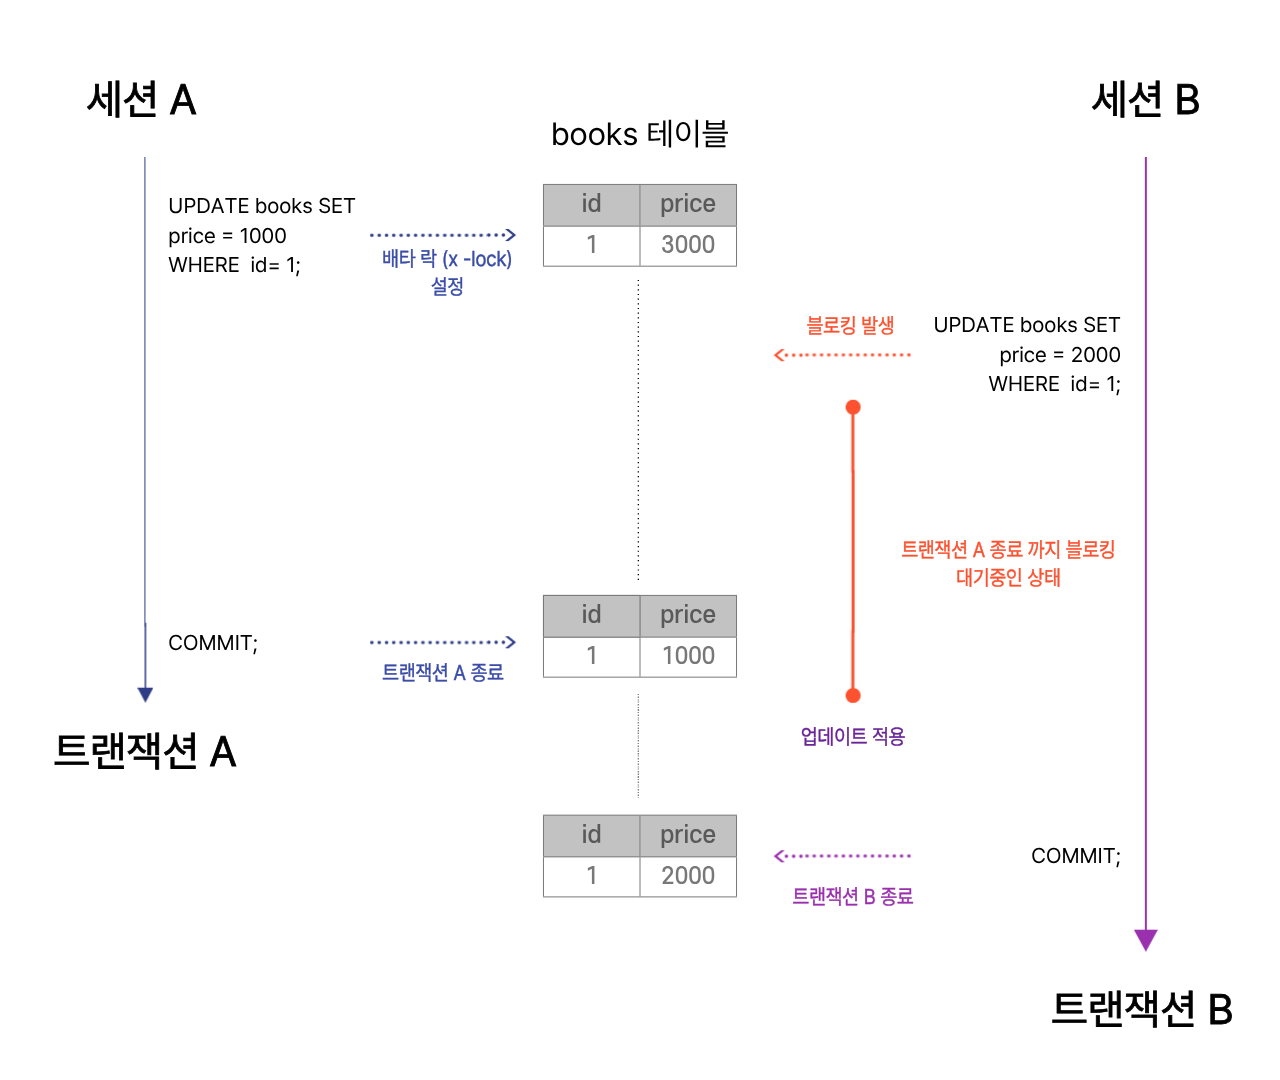 세션 A
세션 B
books 테이블
UPDATE books SET
price = 1000
WHERE id= 1;
배타 락 (x -lock)
설정
id price
1 3000
블로킹 발생
UPDATE books SET
price = 2000
WHERE id= 1;
트랜잭션 A 종료 까지 블로킹
대기중인 상태
COMMIT;
트랜잭션 A 종료
id price
1 1000
트랜잭션 A
업데이트 적용
id price
1 2000
COMMIT;
트랜잭션 B 종료
트랜잭션 B